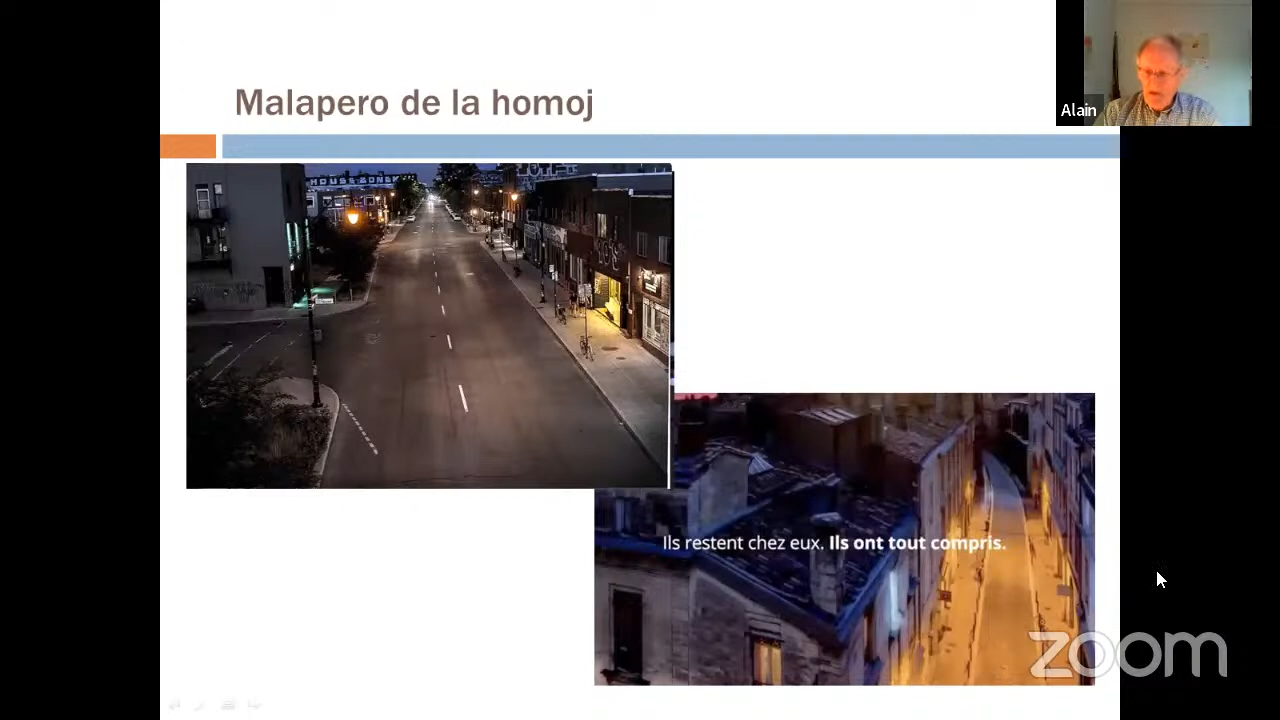 Malapero de la homoj
Alain
Ils restent chez eux. Ils ont tout compris.
zoom